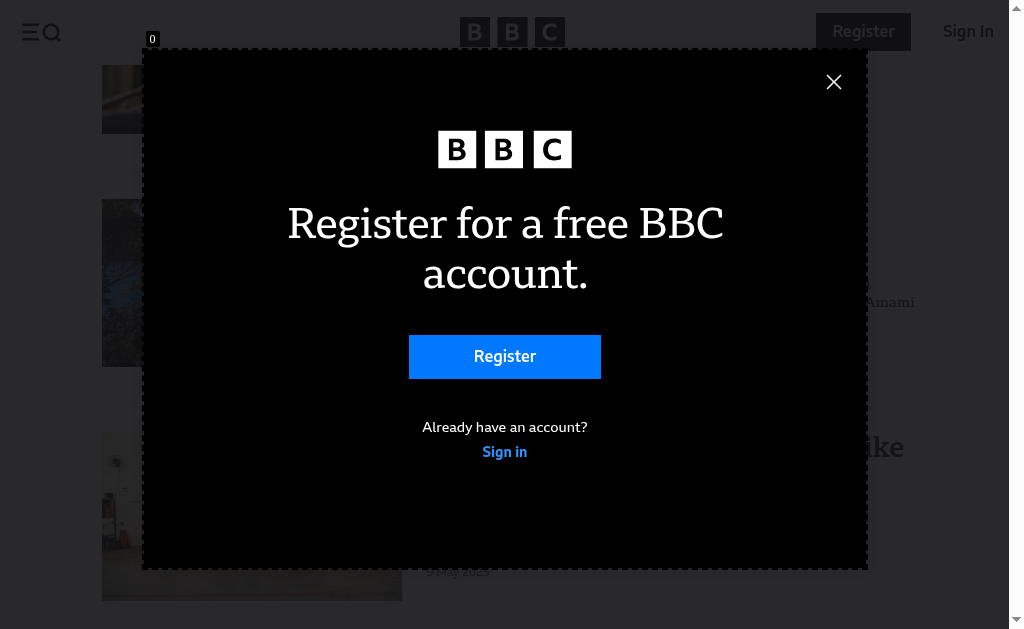 0
BBC
Register
Sign In
BBC
Register for a free BBC
account.
Register
Amami
Already have an account?
Sign in
ike
9 May 2025